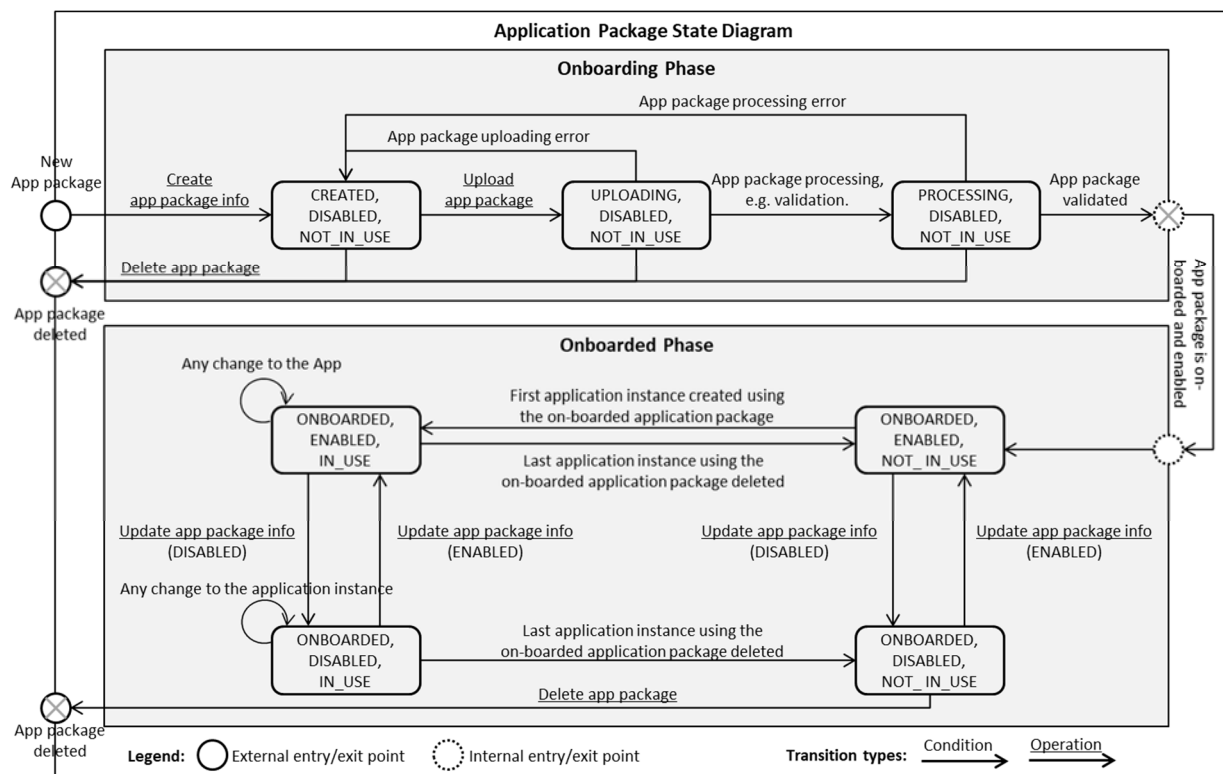 Application Package State Diagram
Onboarding Phase
App package processing error
App package uploading error
New
App package
Create
app package info
CREATED,
DISABLED,
NOT_IN_USE
Upload
app package
UPLOADING,
DISABLED,
NOT_IN_USE
App package processing,
e.g. validation.
PROCESSING,
DISABLED,
NOT_IN_USE
App package
validated
Delete app package
App package
deleted
App package is on-
boarded and enabled
Onboarded Phase
Any change to the App
First application instance created using
the on-boarded application package
ONBOARDED,
ENABLED,
IN_USE
ONBOARDED,
ENABLED,
NOT_ IN_USE
Last application instance using the
on-boarded application package deleted
Update app package info
(DISABLED)
Update app package info
(ENABLED)
Update app package info
(DISABLED)
Update app package info
(ENABLED)
Any change to the application instance
ONBOARDED,
DISABLED,
IN_USE
Last application instance using the
on-boarded application package deleted
ONBOARDED,
DISABLED,
NOT_ IN_USE
Delete app package
App package
deleted
Legend:
External entry/exit point
Internal entry/exit point
Transition types:
Condition
Operation